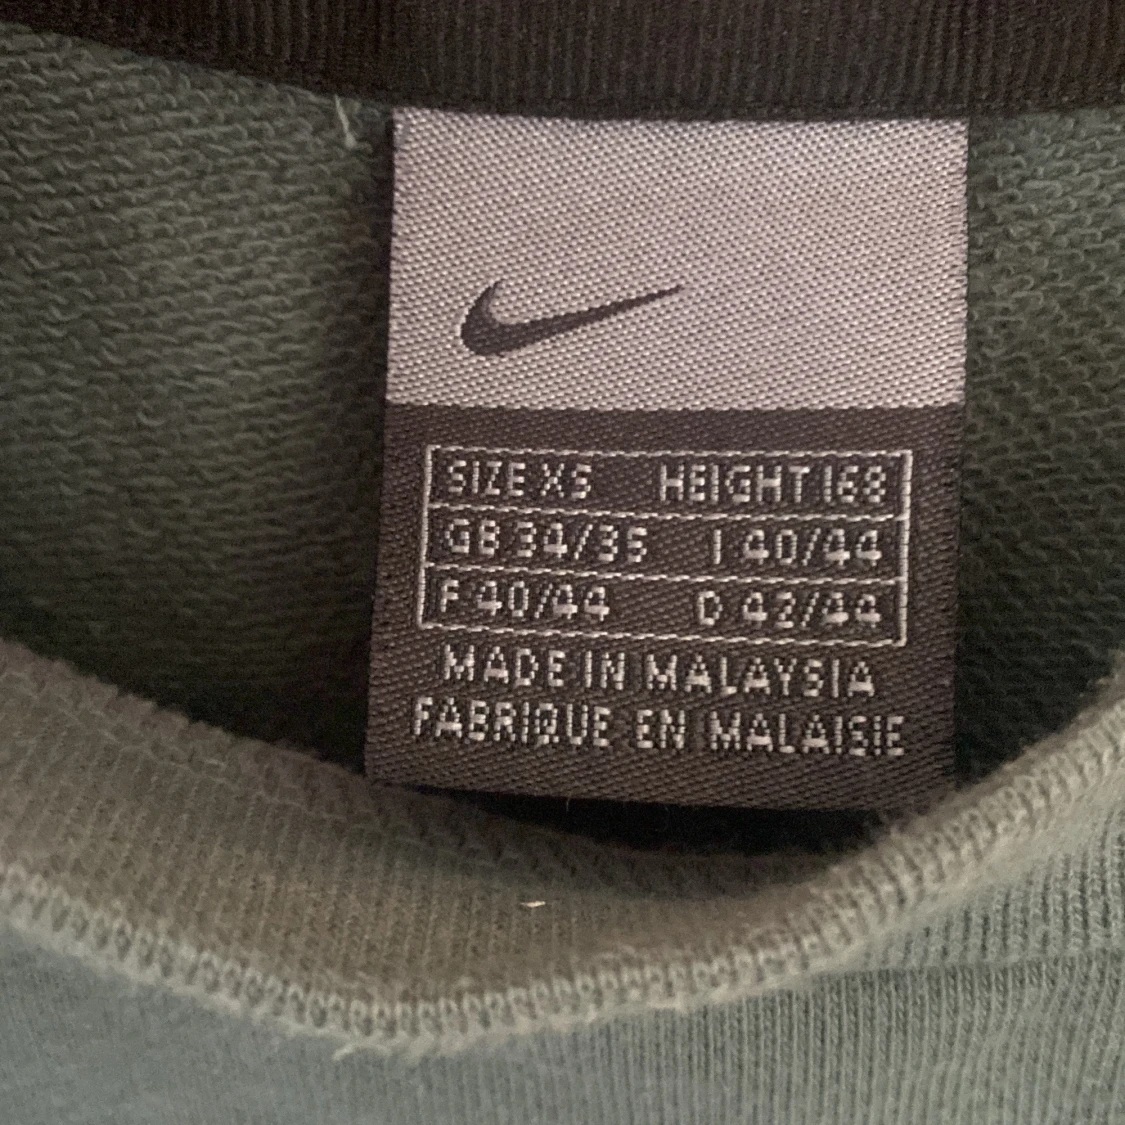 SIZE XS HEIGHT 168
GB 34/36 I 40/44
F 40/44 D 42/44
MADE IN MALAYSIA
FABRIQUE EN MALAISIE